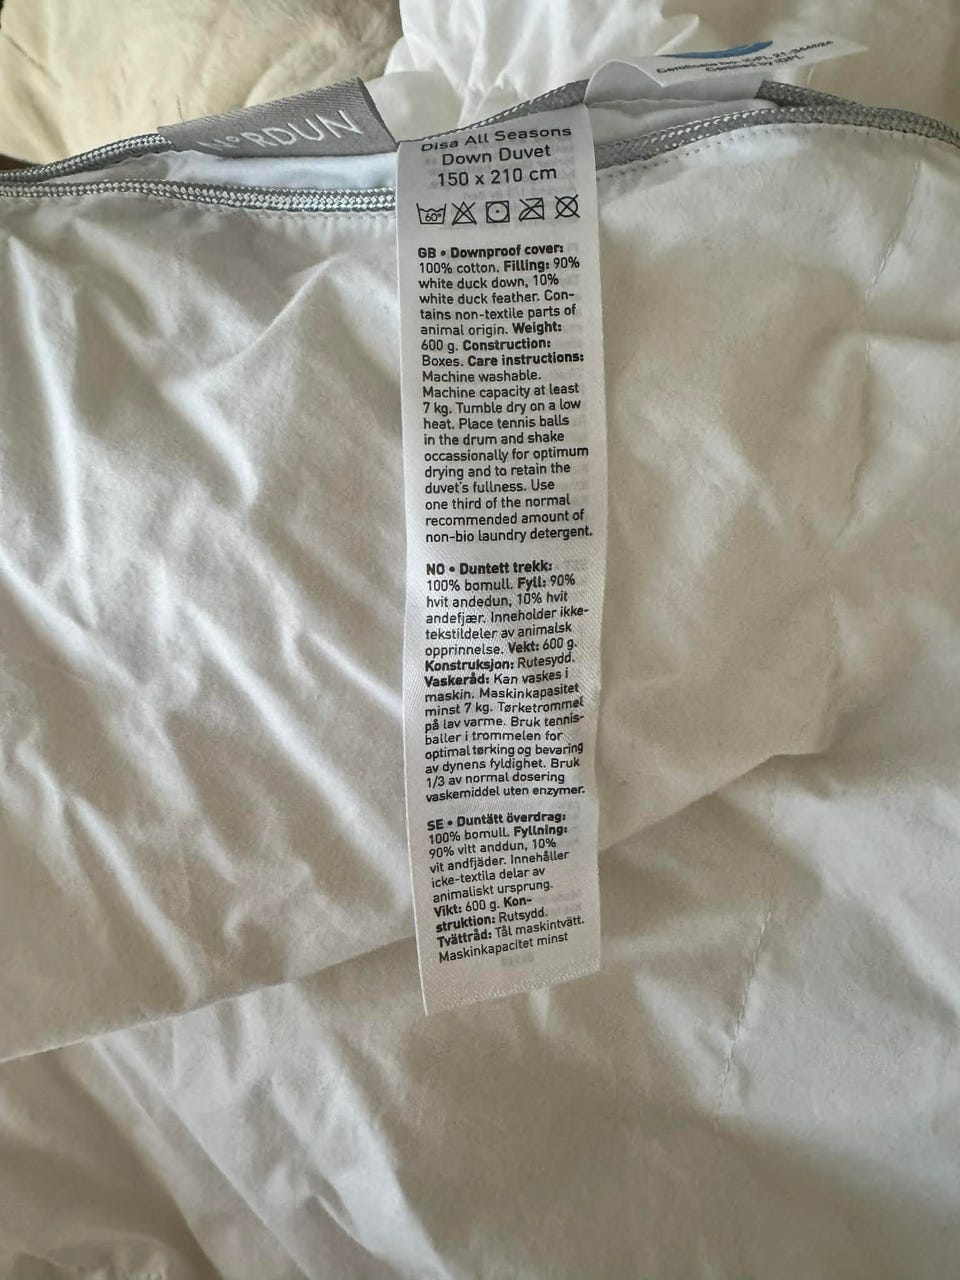 N°RDUN
Certified by IDFL
Disa All Seasons
Down Duvet
150 x 210 cm
60°
GB • Downproof cover:
100% cotton. Filling: 90%
white duck down, 10%
white duck feather. Con-
tains non-textile parts of
animal origin. Weight:
600 g. Construction:
Boxes. Care instructions:
Machine washable.
Machine capacity at least
7 kg. Tumble dry on a low
heat. Place tennis balls
in the drum and shake
occassionally for optimum
drying and to retain the
duvet's fullness. Use
one third of the normal
recommended amount of
non-bio laundry detergent.
NO • Duntett trekk:
100% bomull. Fyll: 90%
hvit andedun, 10% hvit
andefjær. Inneholder ikke-
tekstildeler av animalsk
opprinnelse. Vekt: 600 g.
Konstruksjon: Rutesydd.
Vaskeråd: Kan vaskes i
maskin. Maskinkapasitet
minst 7 kg. Tørketrommel
på lav varme. Bruk tennis-
baller i trommelen for
optimal tørking og bevaring
av dynens fyldighet. Bruk
1/3 av normal dosering
vaskemiddel uten enzymer.
SE • Duntätt överdrag:
100% bomull. Fyllning:
90% vitt anddun, 10%
vit andfjäder. Innehåller
icke-textila delar av
animaliskt ursprung.
Vikt: 600 g. Kon-
struktion: Rutsydd.
Tvättråd: Tål maskintvätt.
Maskinkapacitet minst